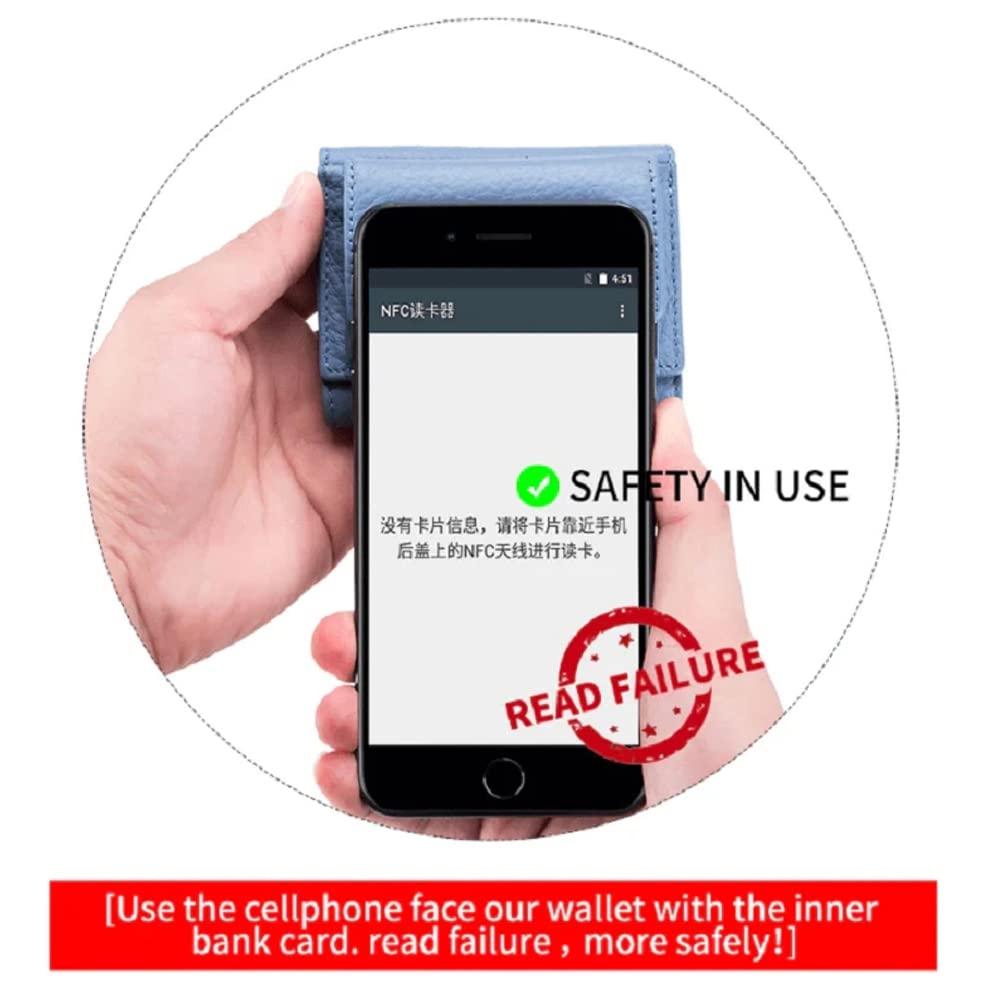 4:51
NFC读卡器
SAFETY IN USE
没有卡片信息，请将卡片靠近手机
后盖上的NFC天线进行读卡。
READ FAILURE
[Use the cellphone face our wallet with the inner
bank card. read failure , more safely!]